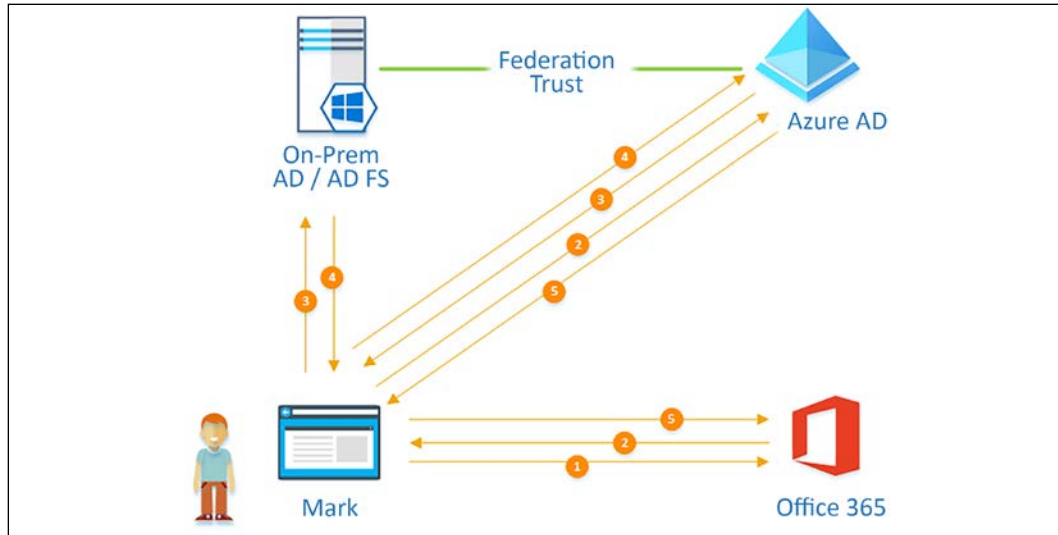 Federation
Trust
Azure AD
On-Prem
AD / AD FS
4
3
2
5
3
4
5
2
1
Mark
Office 365